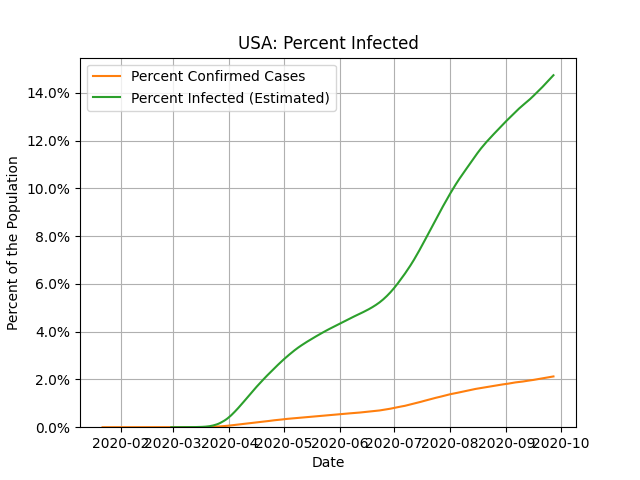 USA: Percent Infected
Percent Confirmed Cases
Percent Infected (Estimated)
14.0%
12.0%
10.0%
8.0%
6.0%
4.0%
2.0%
0.0%
Percent of the Population
2020-02 2020-03 2020-04 2020-05 2020-06 2020-07 2020-08 2020-09 2020-10
Date